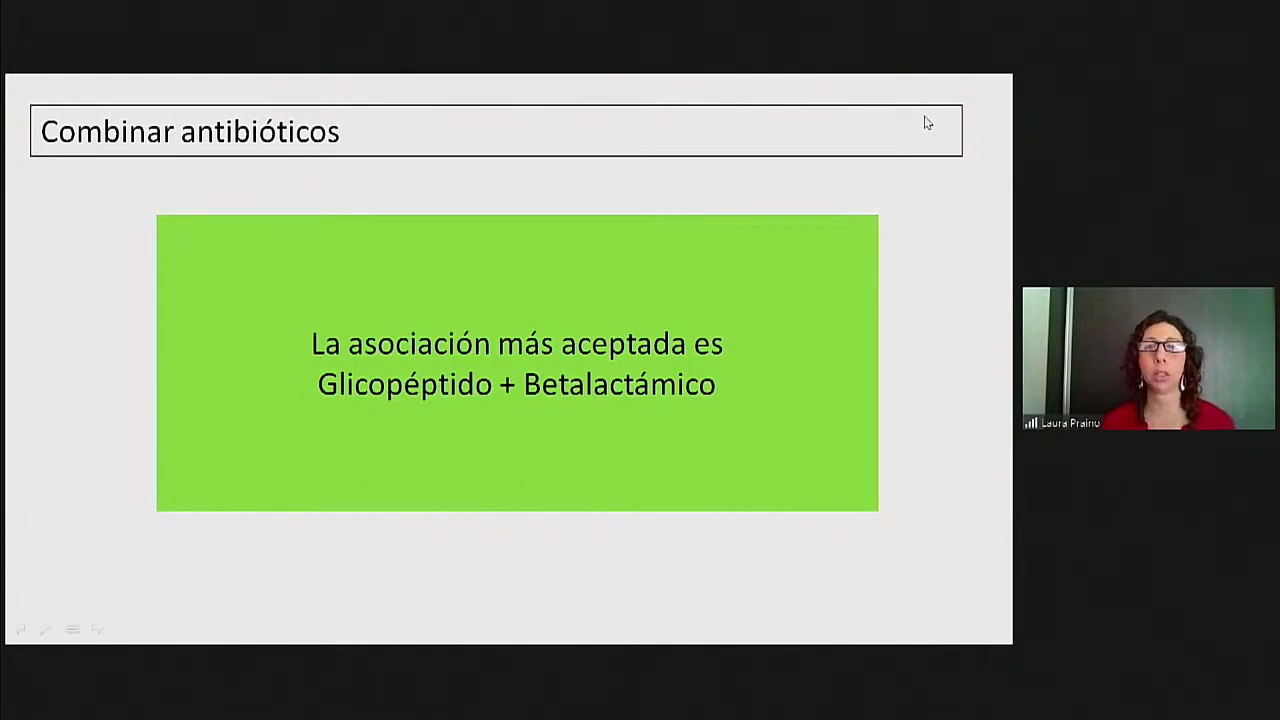 Combinar antibióticos
La asociación más aceptada es
Glicopéptido + Betalactámico
Laura Praino